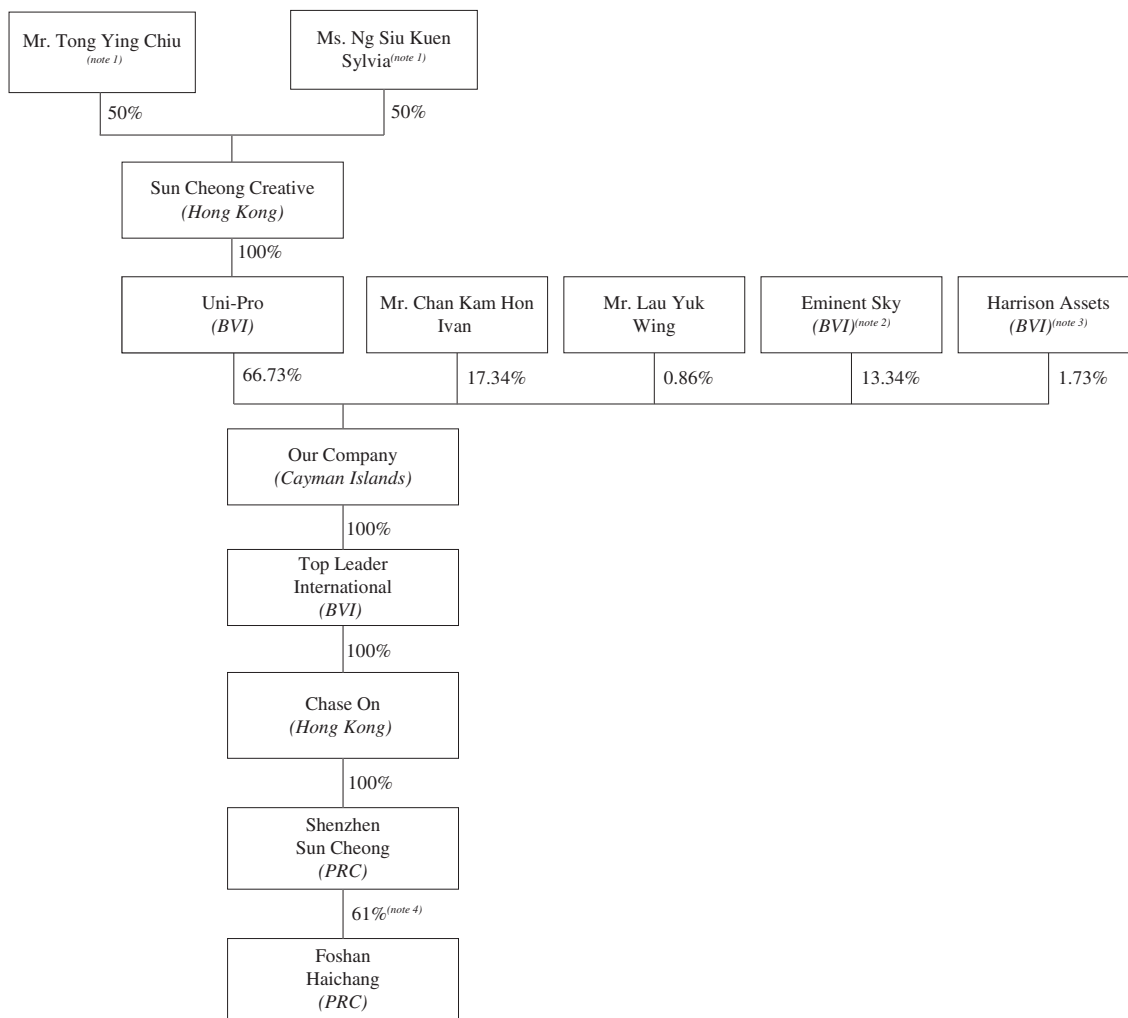 Mr. Tong Ying Chiu
(note 1)
Ms. Ng Siu Kuen
Sylvia(note 1)
50%
50%
Sun Cheong Creative
(Hong Kong)
100%
Uni-Pro
(BVI)
Mr. Chan Kam Hon
Ivan
Mr. Lau Yuk
Wing
Eminent Sky
(BVI)(note 2)
Harrison Assets
(BVI)(note 3)
66.73%
17.34%
0.86%
13.34%
1.73%
Our Company
(Cayman Islands)
100%
Top Leader
International
(BVI)
100%
Chase On
(Hong Kong)
100%
Shenzhen
Sun Cheong
(PRC)
61%(note 4)
Foshan
Haichang
(PRC)